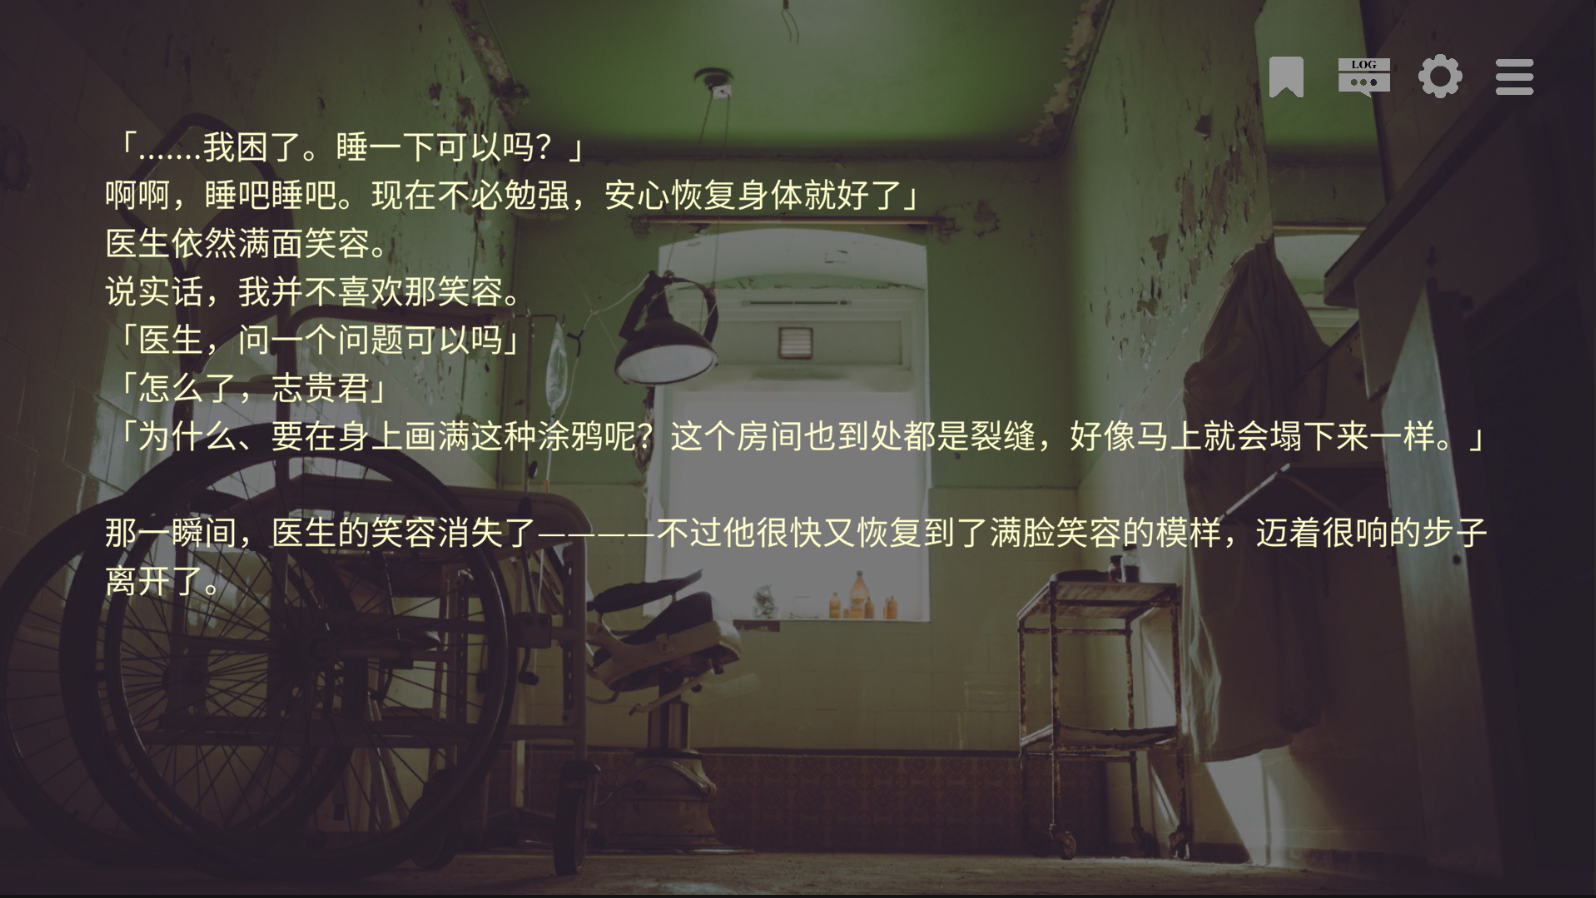 LOG
「.......我困了。睡一下可以吗？」
啊啊，睡吧睡吧。现在不必勉强，安心恢复身体就好了」
医生依然满面笑容。
说实话，我并不喜欢那笑容。
「医生，问一个问题可以吗」
「怎么了，志贵君」
「为什么、要在身上画满这种涂鸦呢？这个房间也到处都是裂缝，好像马上就会塌下来一样。」
那一瞬间，医生的笑容消失了————不过他很快又恢复到了满脸笑容的模样，迈着很响的步子
离开了。